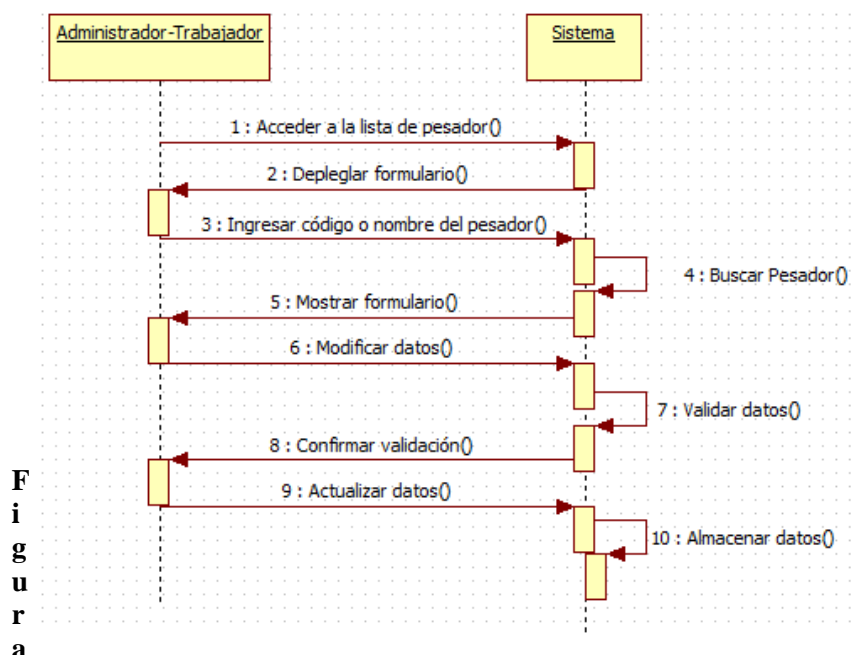 Administrador-Trabajador
Sistema
1 : Acceder a la lista de pesador()
2 : Depleglar formulario()
3 : Ingresar código o nombre del pesador()
4 : Buscar Pesador()
5 : Mostrar formulario()
6 : Modificar datos()
7 : Validar datos()
8 : Confirmar validación()
9 : Actualizar datos()
10 : Almacenar datos()
F
i
g
u
r
a